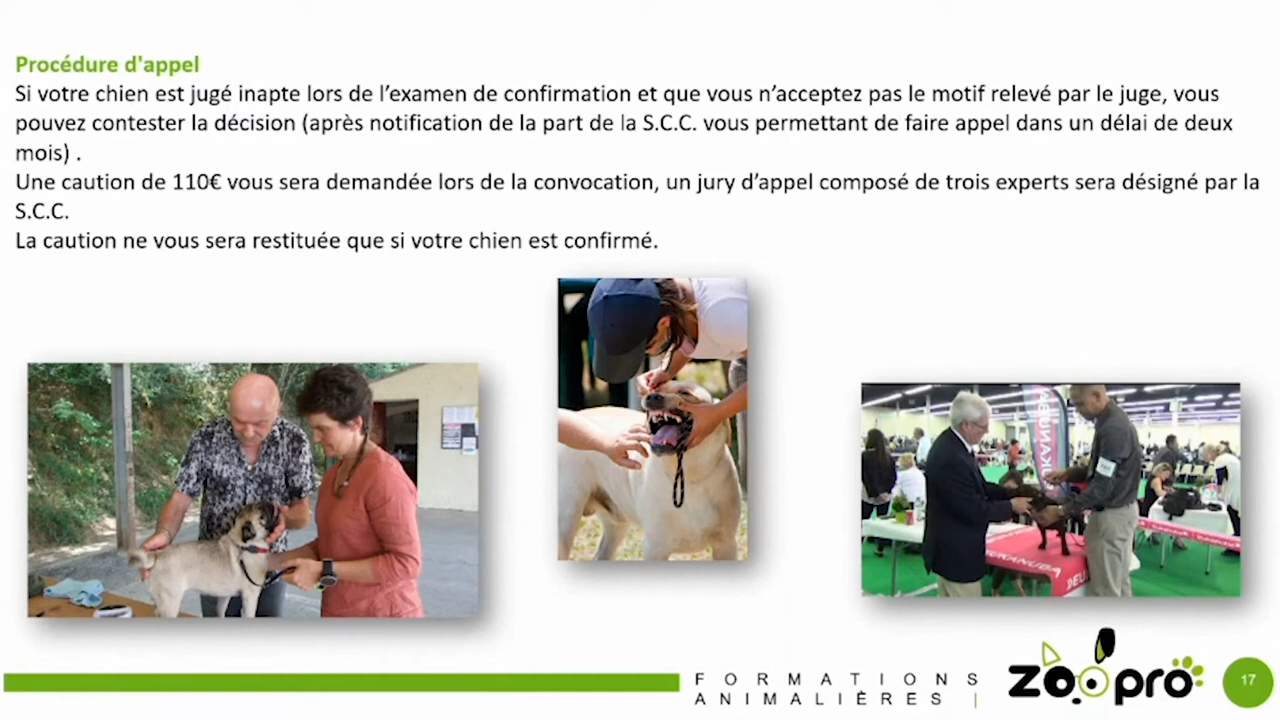 Procédure d'appel
Si votre chien est jugé inapte lors de l'examen de confirmation et que vous n'acceptez pas le motif relevé par le juge, vous
pouvez contester la décision (après notification de la part de la S.C.C. vous permettant de faire appel dans un délai de deux
mois) .
Une caution de 110€ vous sera demandée lors de la convocation, un jury d'appel composé de trois experts sera désigné par la
S.C.C.
La caution ne vous sera restituée que si votre chien est confirmé.
EUKANUBA
EUKANUBA
FORMATIONS
ANIMALIÈRES |
zoopro
17